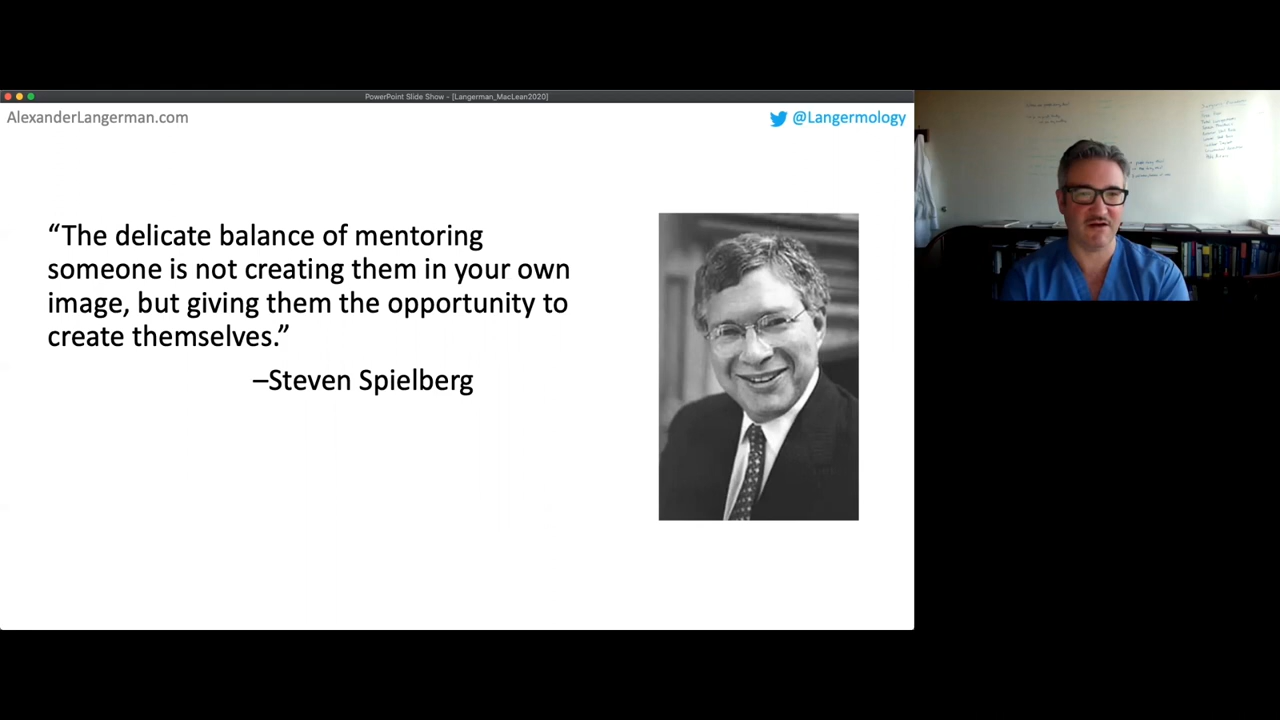 PowerPoint Slide Show - [Langerman_MacLean2020]
AlexanderLangerman.com
@Langermology
“The delicate balance of mentoring
someone is not creating them in your own
image, but giving them the opportunity to
create themselves.”
–Steven Spielberg